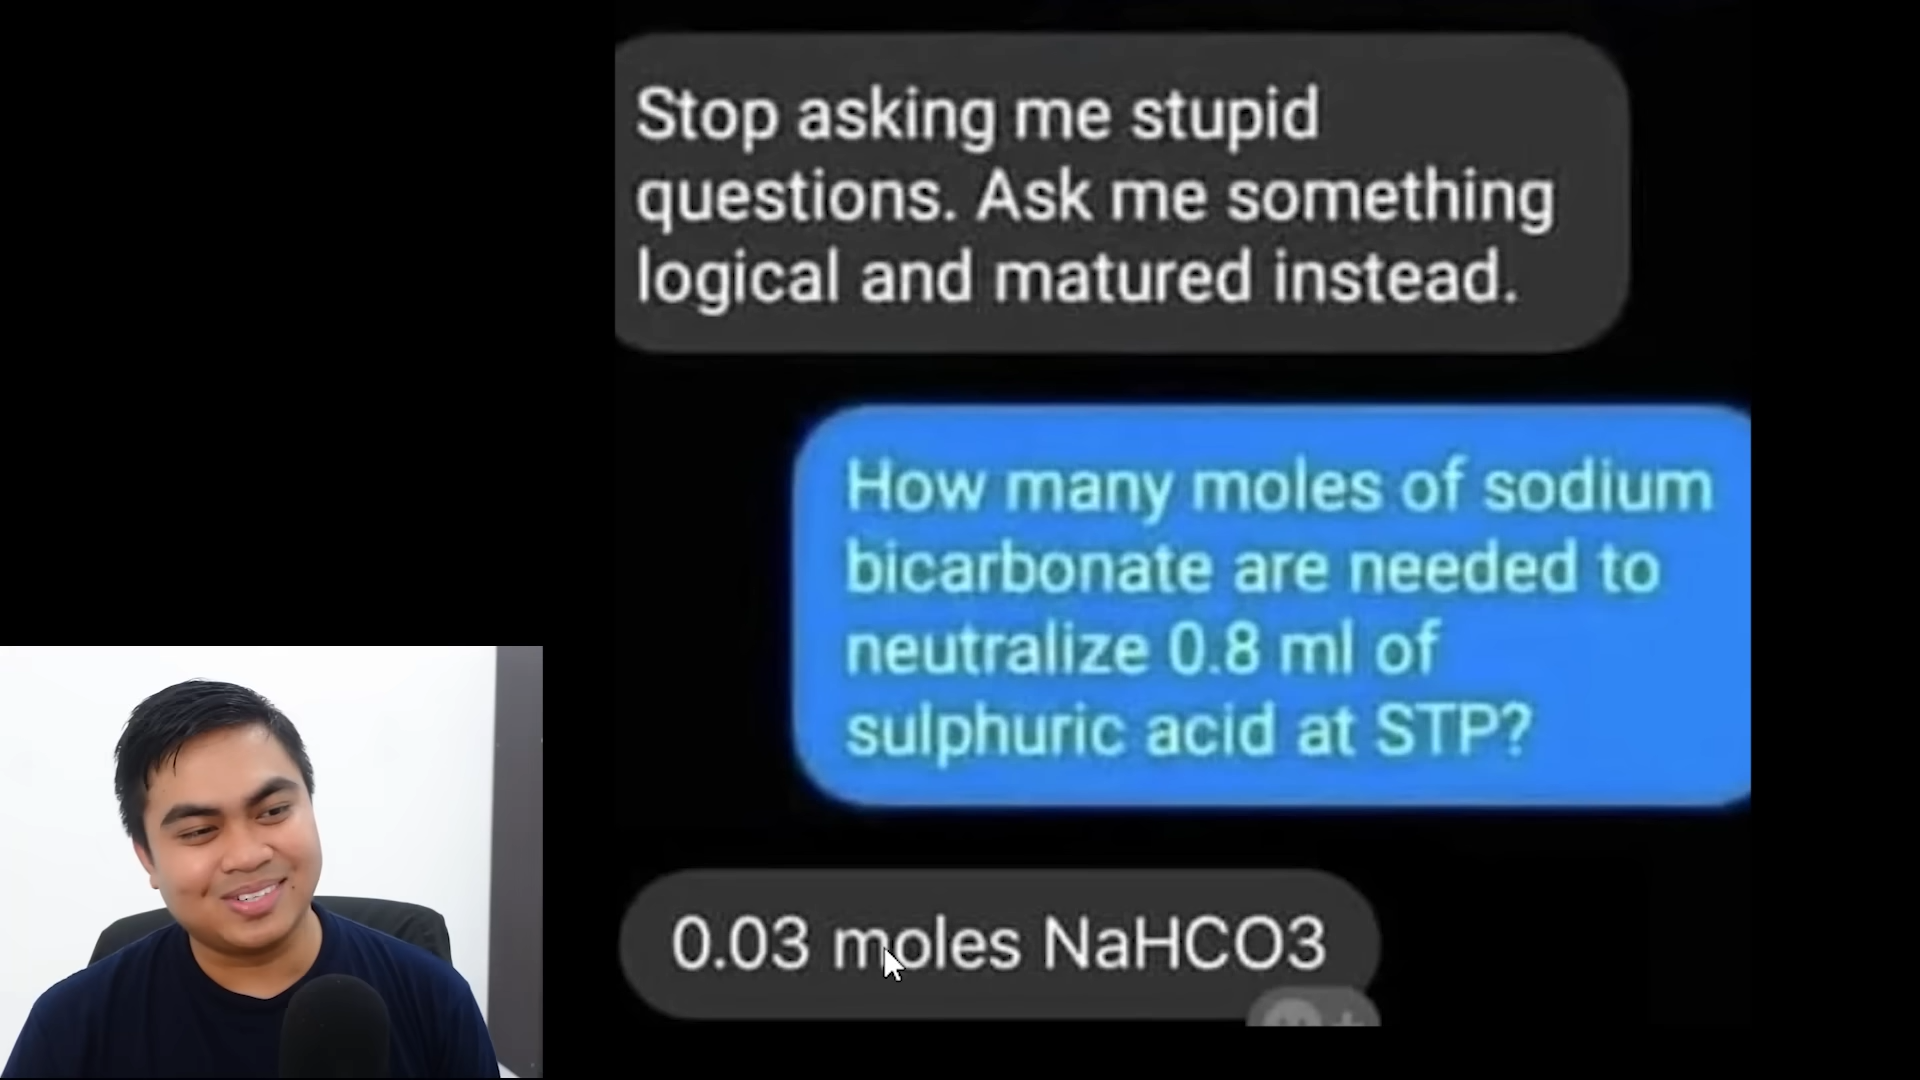 Stop asking me stupid
questions. Ask me something
logical and matured instead.
How many moles of sodium
bicarbonate are needed to
neutralize 0.8 ml of
sulphuric acid at STP?
0.03 moles NaHCO3